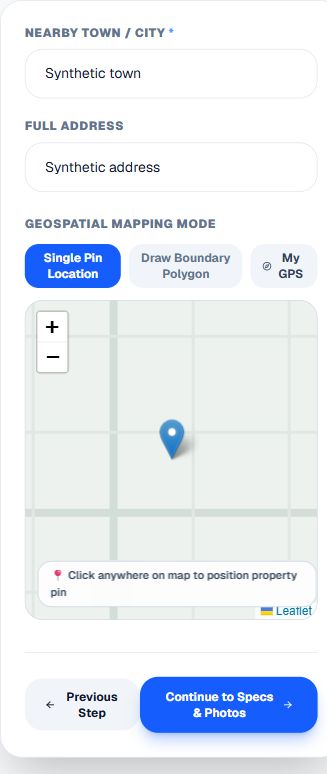 NEARBY TOWN / CITY *
Synthetic town
FULL ADDRESS
Synthetic address
GEOSPATIAL MAPPING MODE
Single Pin
Location
Draw Boundary
Polygon
My
GPS
+
−
📍 Click anywhere on map to position property
pin
Leaflet
← Previous
Step
Continue to Specs →
& Photos